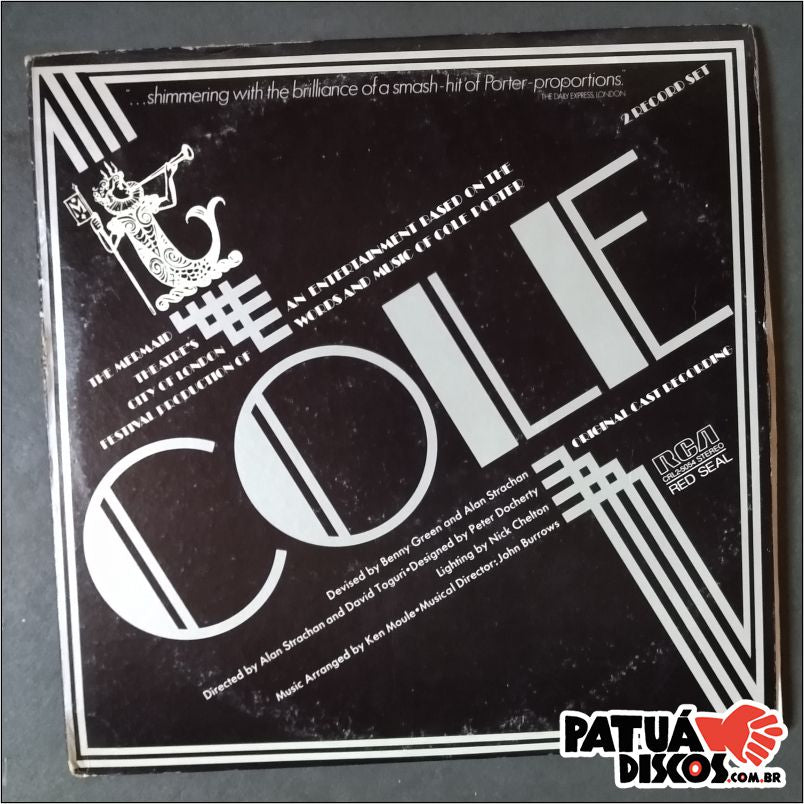 "...shimmering with the brilliance of a smash-hit of Porter-proportions."
THE DAILY EXPRESS, LONDON
2 RECORD SET
THE MERMAID
THEATRE'S
CITY OF LONDON
FESTIVAL PRODUCTION OF
AN ENTERTAINMENT BASED ON THE
WORDS AND MUSIC OF COLE PORTER
COLE
ORIGINAL CAST RECORDING
RCA
CRL2-5054 STEREO
RED SEAL
Devised by Benny Green and Alan Strachan
Directed by Alan Strachan and David Toguri•Designed by Peter Docherty
Lighting by Nick Chelton
Music Arranged by Ken Moule•Musical Director: John Burrows
PATUÁ
DISCOS.COM.BR